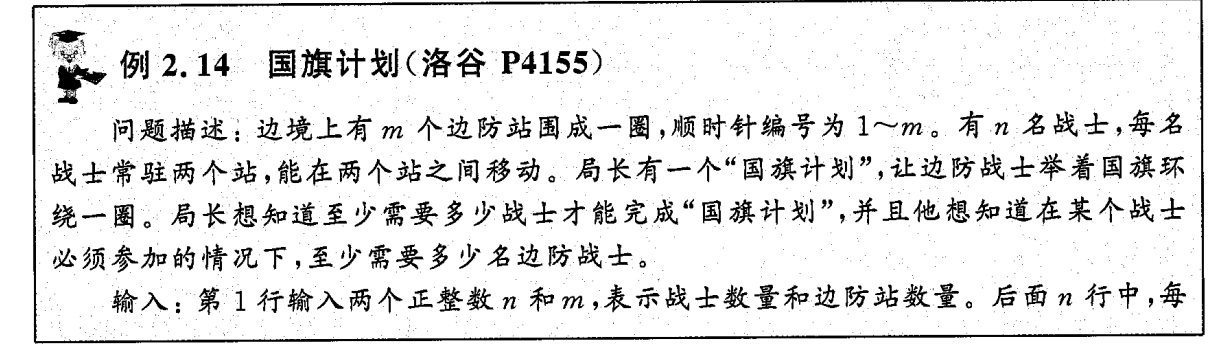 例 2.14 国旗计划(洛谷 P4155)
问题描述：边境上有 m 个边防站围成一圈,顺时针编号为 1～m。有 n 名战士,每名
战士常驻两个站,能在两个站之间移动。局长有一个“国旗计划”,让边防战士举着国旗环
绕一圈。局长想知道至少需要多少战士才能完成“国旗计划”,并且他想知道在某个战士
必须参加的情况下,至少需要多少名边防战士。
输入：第 1 行输入两个正整数 n 和 m,表示战士数量和边防站数量。后面 n 行中,每